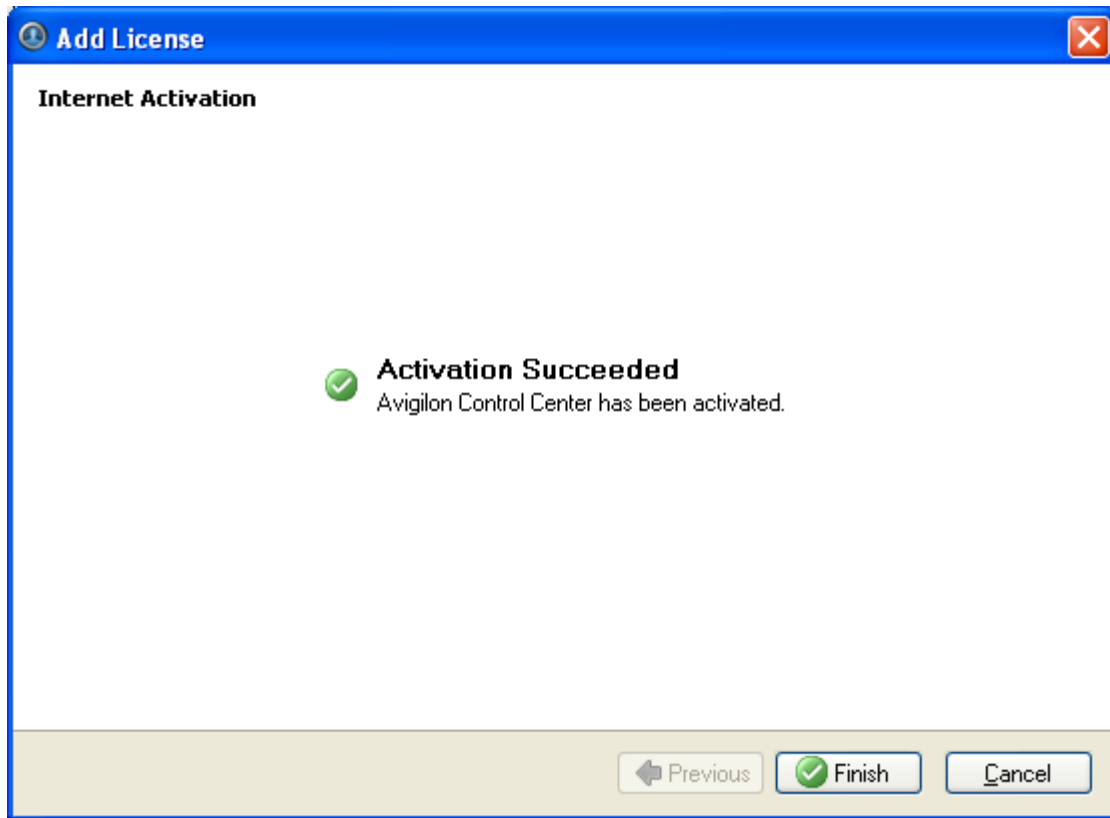 Add License
Internet Activation
Activation Succeeded
Avigilon Control Center has been activated.
Previous
Finish
Cancel